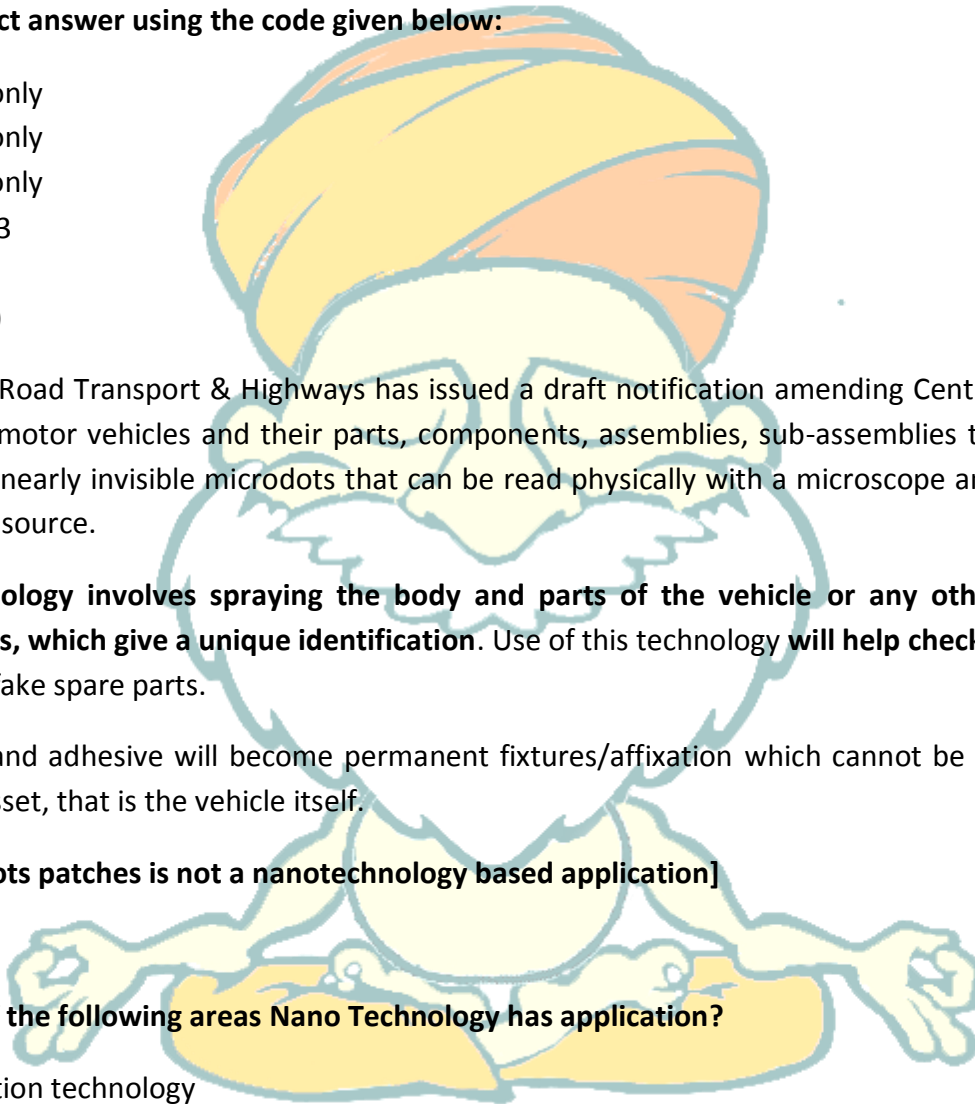 ct answer using the code given below:
only
only
only
3
)
Road Transport & Highways has issued a draft notification amending Cent
motor vehicles and their parts, components, assemblies, sub-assemblies t
nearly invisible microdots that can be read physically with a microscope ar
source.
ology involves spraying the body and parts of the vehicle or any oth
s, which give a unique identification. Use of this technology will help check
fake spare parts.
and adhesive will become permanent fixtures/affixation which cannot be
sset, that is the vehicle itself.
ots patches is not a nanotechnology based application]
the following areas Nano Technology has application?
tion technology